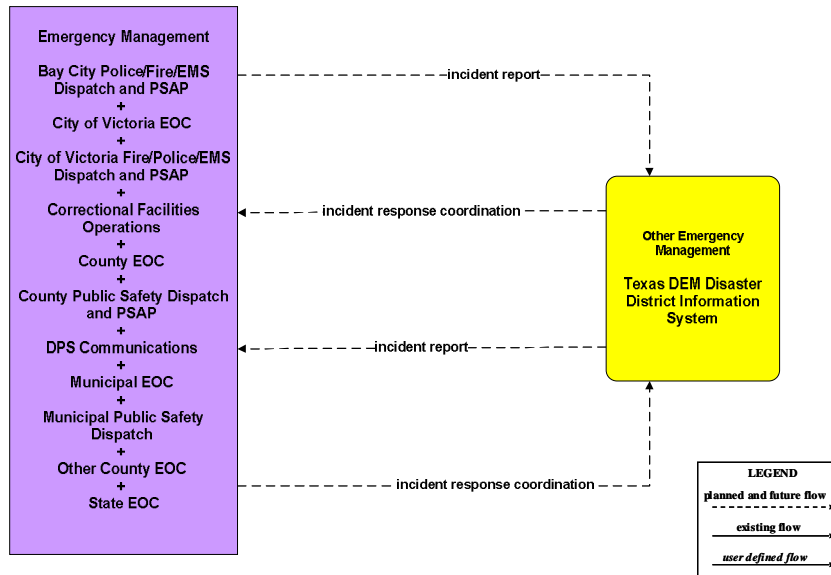 Emergency Management
Bay City Police/Fire/EMS
Dispatch and PSAP
+
City of Victoria EOC
+
City of Victoria Fire/Police/EMS
Dispatch and PSAP
+
Correctional Facilities
Operations
+
County EOC
+
County Public Safety Dispatch
and PSAP
+
DPS Communications
+
Municipal EOC
+
Municipal Public Safety
Dispatch
+
Other County EOC
+
State EOC
incident report
incident response coordination
incident report
incident response coordination
Other Emergency
Management
Texas DEM Disaster
District Information
System
LEGEND
planned and future flow
existing flow
user defined flow